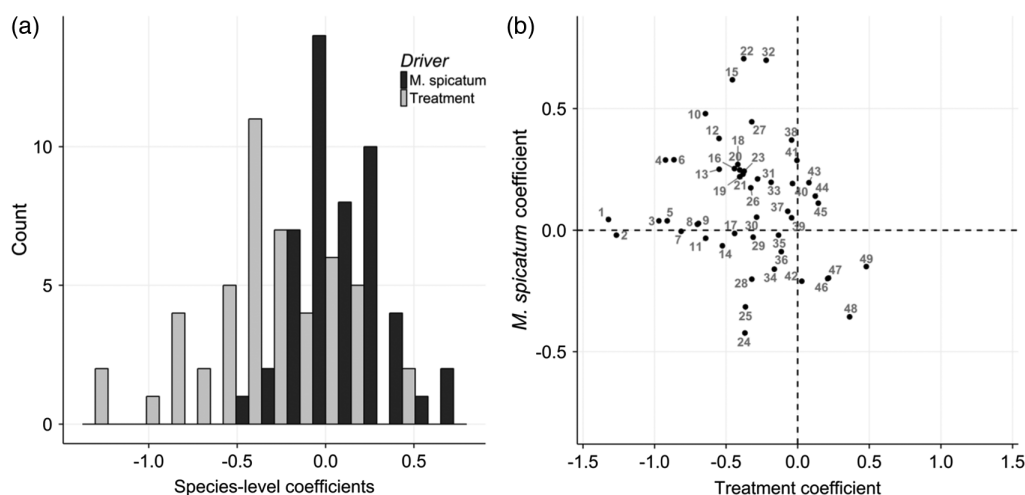 (a)
Count
10
5
0
-1.0 -0.5 0.0 0.5
Species-level coefficients
Driver
M. spicatum
Treatment
(b)
M. spicatum coefficient
0.5
0.0
-0.5
-1.5 -1.0 -0.5 0.0 0.5 1.0 1.5
Treatment coefficient
22 32
15
10
27
12 18 38
16 20 23 41
4 6
13 21 31 43
19 26 33 40 44
37 45
1 3 5 8 9 17 30 39
2 7 11 14 29 35
36
34 42 47 49
28 46
25 48
24